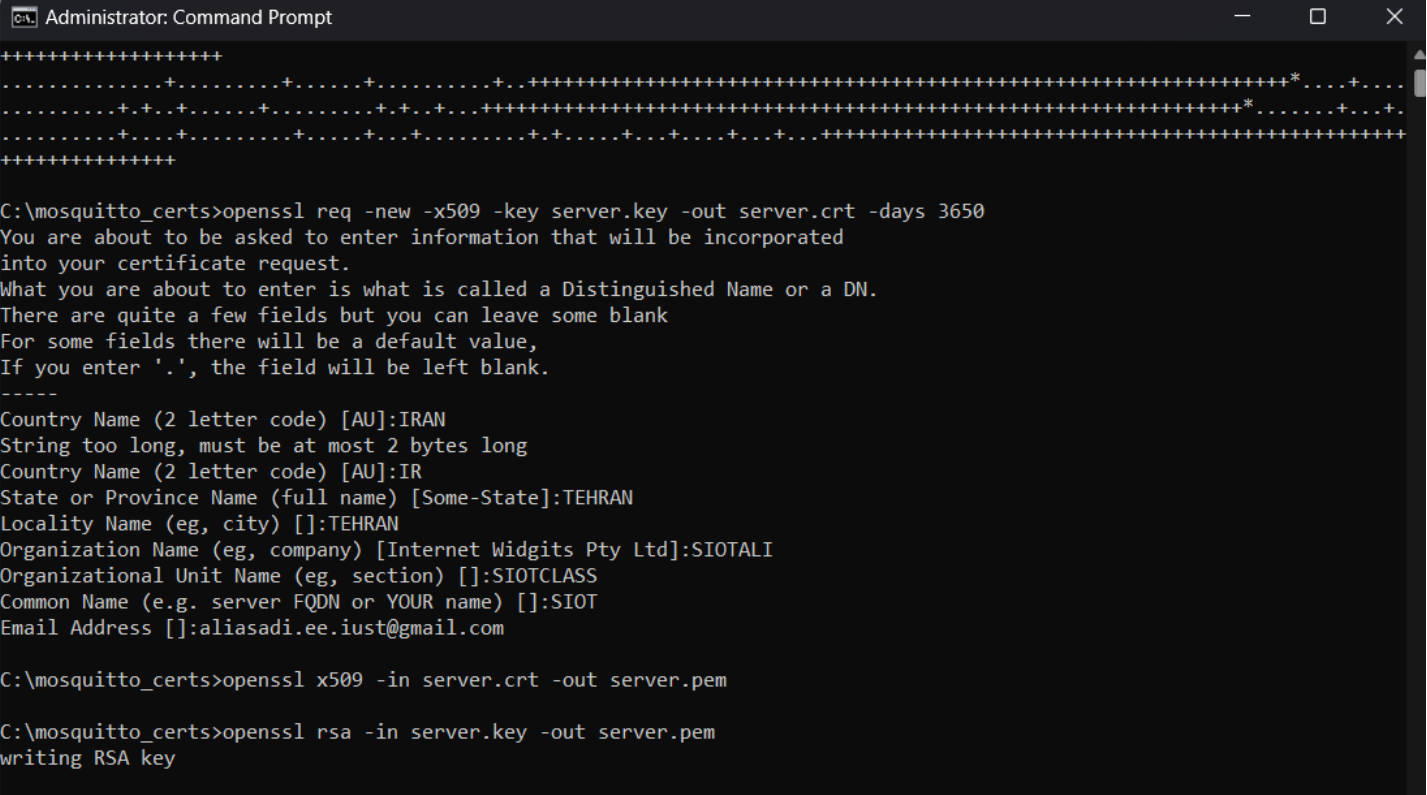 Administrator: Command Prompt
+++++++++++++++++++
..............+.........+......+..........+..+++++++++++++++++++++++++++++++++++++++++++++++++++++++++++++++++*....+....
..........+.+..+......+.........+.+..+...+++++++++++++++++++++++++++++++++++++++++++++++++++++++++++++++++*.......+...+.
..........+....+.........+.....+...+.........+.+.....+...+....+...+...++++++++++++++++++++++++++++++++++++++++++++++++++
+++++++++++++++
C:\mosquitto_certs>openssl req -new -x509 -key server.key -out server.crt -days 3650
You are about to be asked to enter information that will be incorporated
into your certificate request.
What you are about to enter is what is called a Distinguished Name or a DN.
There are quite a few fields but you can leave some blank
For some fields there will be a default value,
If you enter '.', the field will be left blank.
-----
Country Name (2 letter code) [AU]:IRAN
String too long, must be at most 2 bytes long
Country Name (2 letter code) [AU]:IR
State or Province Name (full name) [Some-State]:TEHRAN
Locality Name (eg, city) []:TEHRAN
Organization Name (eg, company) [Internet Widgits Pty Ltd]:SIOTALI
Organizational Unit Name (eg, section) []:SIOTCLASS
Common Name (e.g. server FQDN or YOUR name) []:SIOT
Email Address []:aliasadi.ee.iust@gmail.com
C:\mosquitto_certs>openssl x509 -in server.crt -out server.pem
C:\mosquitto_certs>openssl rsa -in server.key -out server.pem
writing RSA key